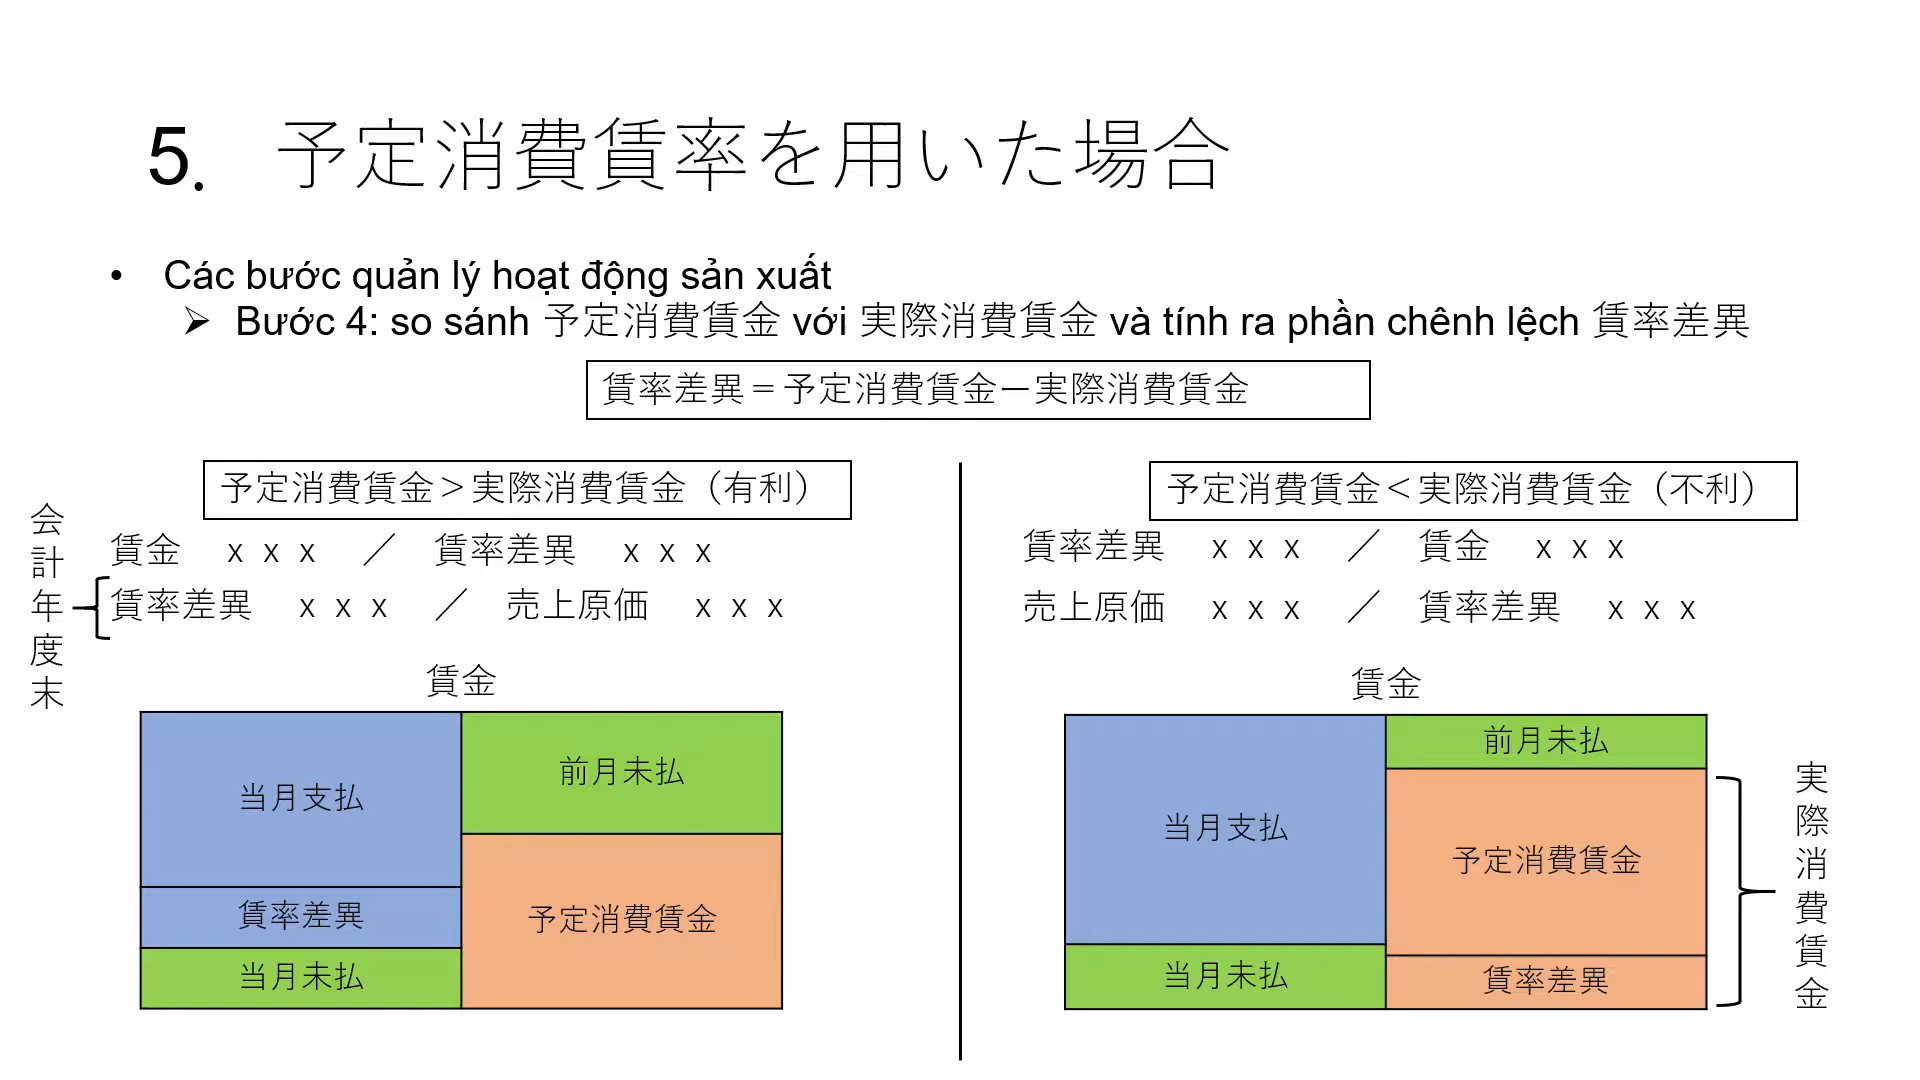 5. 予定消費賃率を用いた場合
• Các bước quản lý hoạt động sản xuất
➢ Bước 4: so sánh 予定消費賃金 với 実際消費賃金 và tính ra phần chênh lệch 賃率差異
賃率差異＝予定消費賃金ー実際消費賃金
予定消費賃金＞実際消費賃金（有利）
会計年度末
賃金 ｘｘｘ ／ 賃率差異 ｘｘｘ
賃率差異 ｘｘｘ ／ 売上原価 ｘｘｘ
賃金
当月支払
賃率差異
当月未払
前月未払
予定消費賃金
予定消費賃金＜実際消費賃金（不利）
賃率差異 ｘｘｘ ／ 賃金 ｘｘｘ
売上原価 ｘｘｘ ／ 賃率差異 ｘｘｘ
賃金
当月支払
当月未払
前月未払
予定消費賃金
賃率差異
実際消費賃金